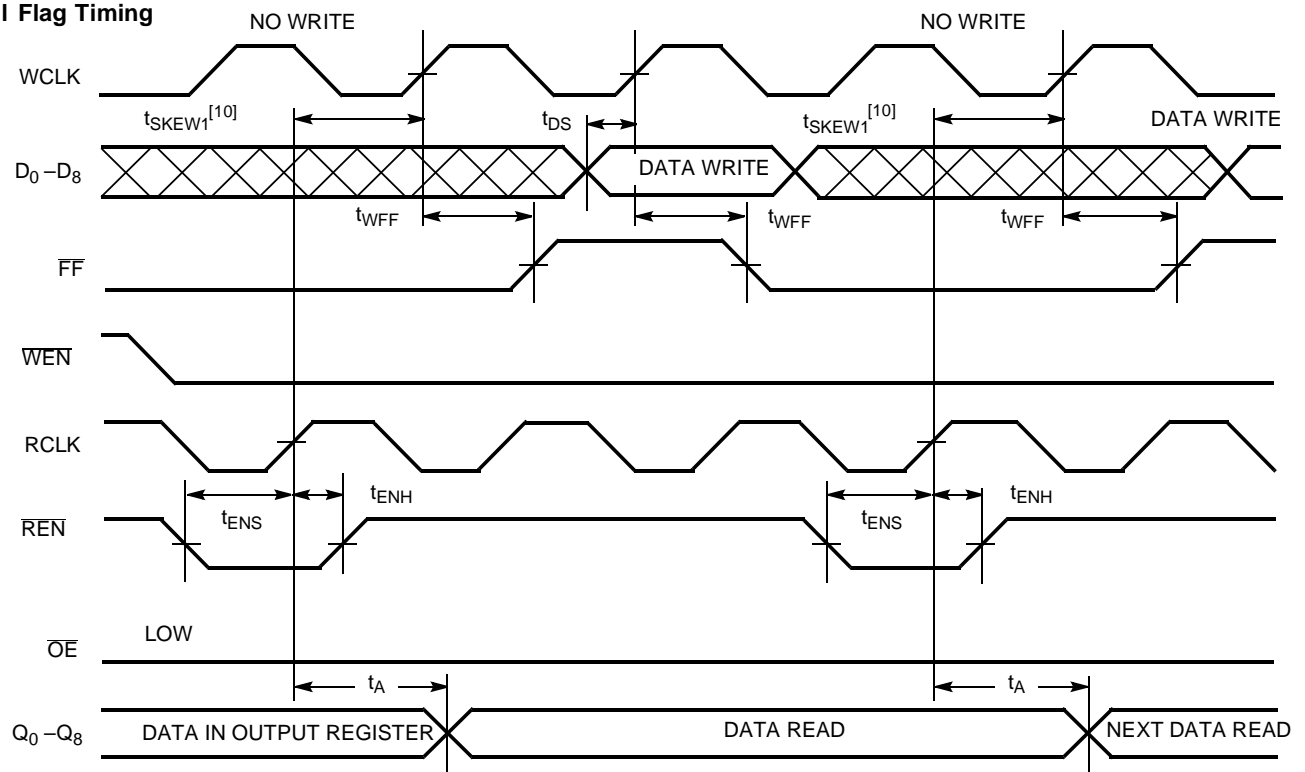 l Flag Timing
NO WRITE
NO WRITE
WCLK
tSKEW1[10]
tDS
tSKEW1[10]
DATA WRITE
D0 –D8
DATA WRITE
tWFF
tWFF
tWFF
FF
WEN
RCLK
tENS
tENH
tENS
tENH
REN
LOW
OE
tA
tA
Q0 –Q8
DATA IN OUTPUT REGISTER
DATA READ
NEXT DATA READ